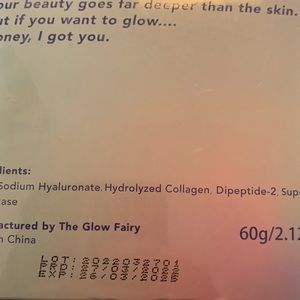 our beauty goes far deeper than the skin.
ut if you want to glow....
oney, I got you.
dients:
Sodium Hyaluronate, Hydrolyzed Collagen, Dipeptide-2, Sup
ase
actured by The Glow Fairy
n China
60g/2.12